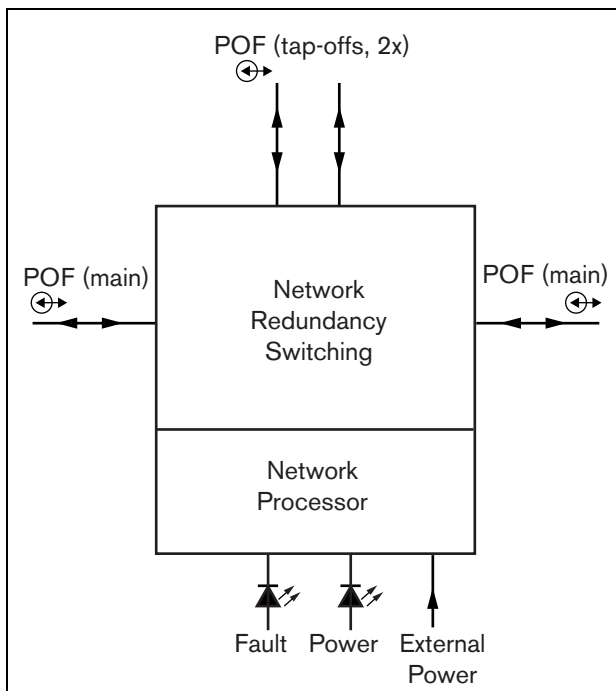 POF (tap-offs, 2x)
POF (main)
POF (main)
Network
Redundancy
Switching
Network
Processor
Fault
Power
External
Power